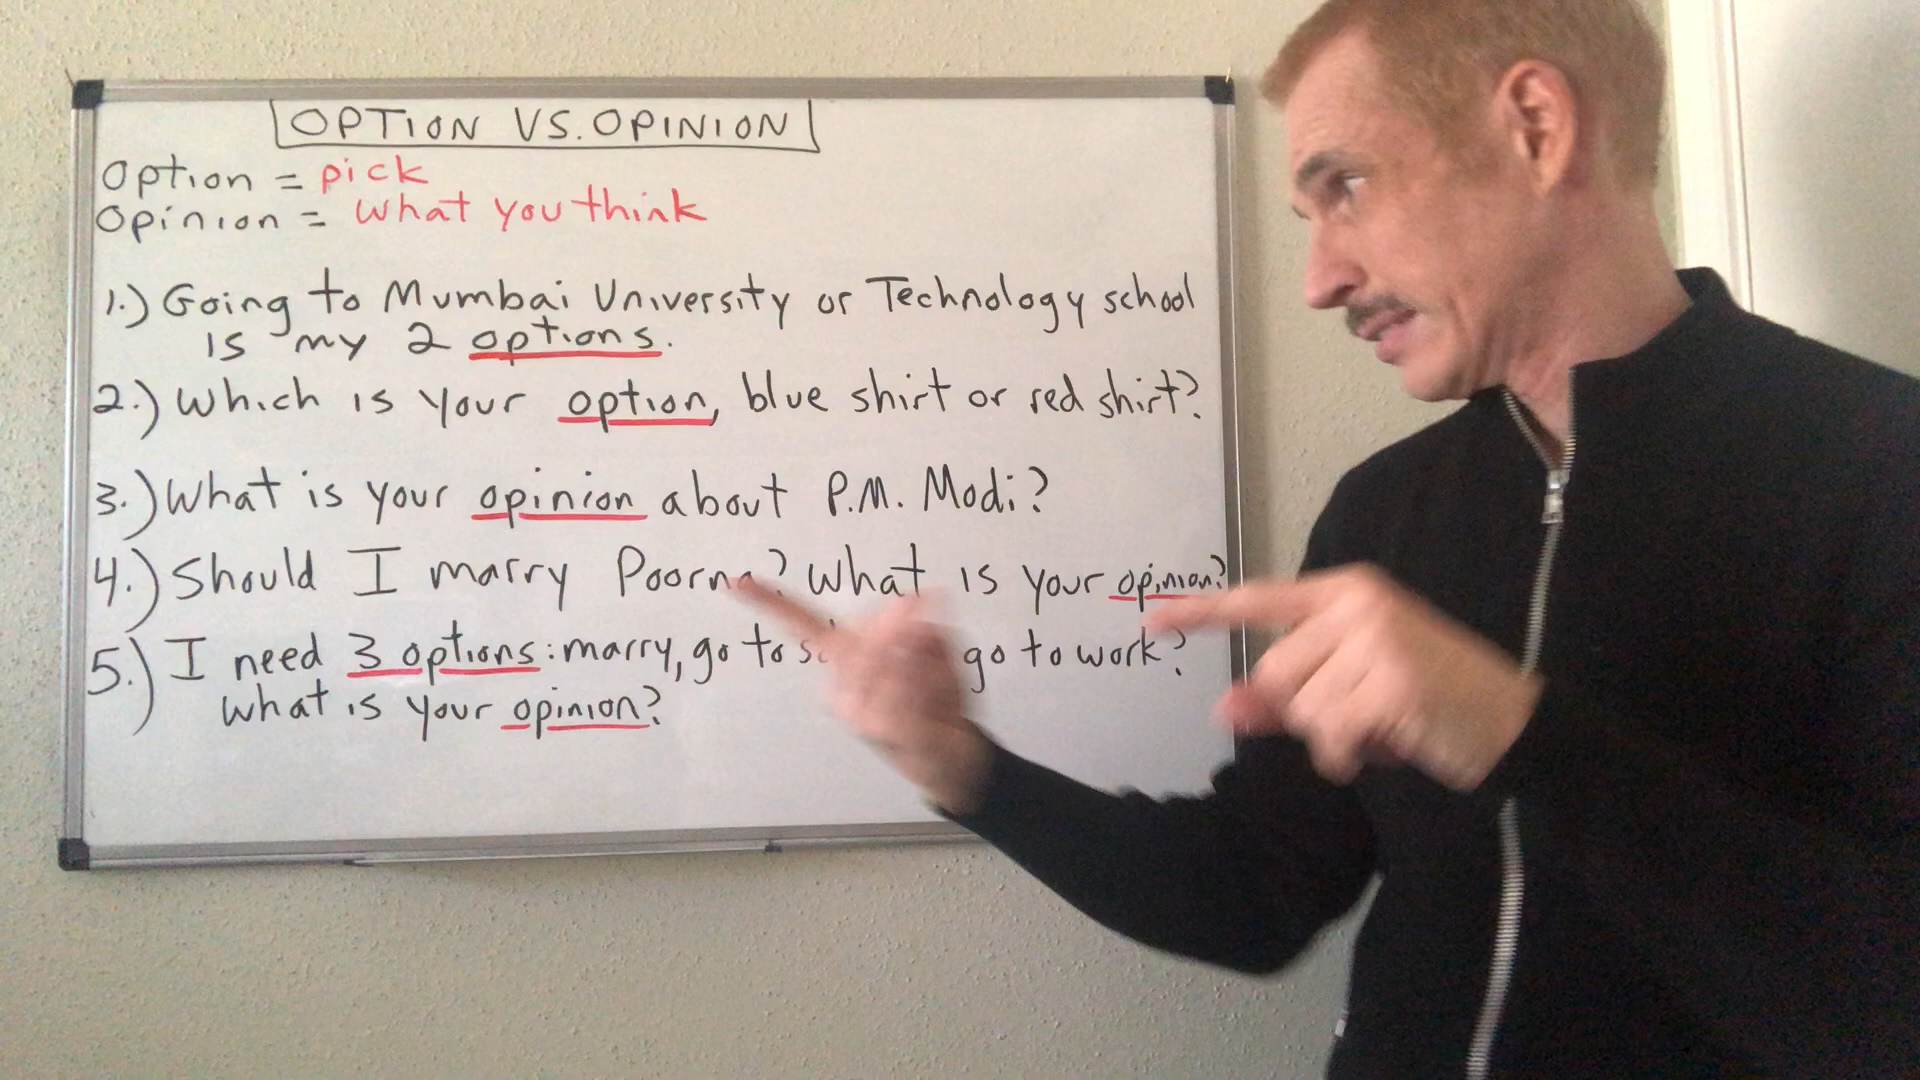 OPTION VS. OPINION
Option = pick
Opinion = what you think
1.) Going to Mumbai University or Technology school
is my 2 options.
2.) Which is your option, blue shirt or red shirt?
3.) What is your opinion about P.M. Modi?
4.) Should I marry What is your opinion?
5.) I need 3 options: marry, go to go to work?
What is your opinion?